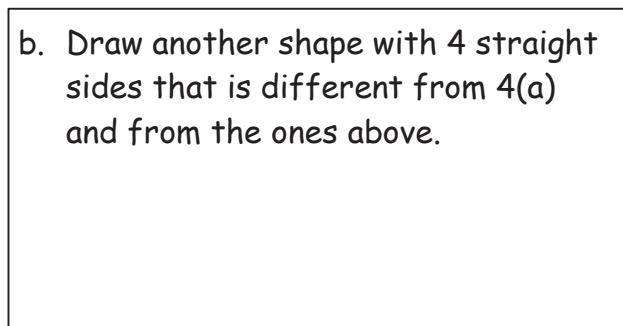 b. Draw another shape with 4 straight
sides that is different from 4(a)
and from the ones above.